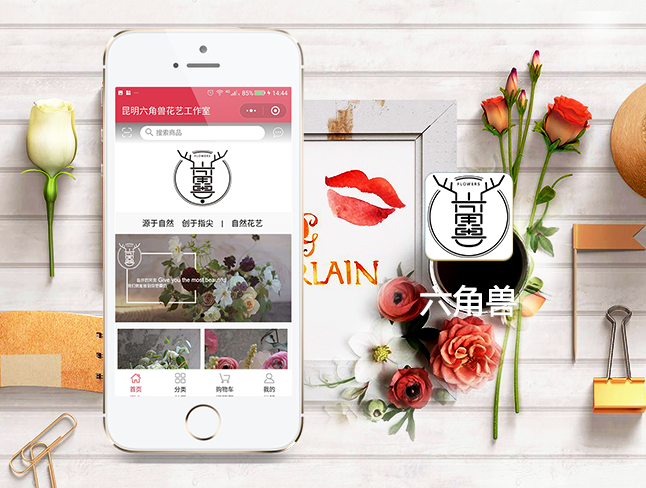 85% 14:44
昆明六角兽花艺工作室
搜索商品
FLOWERS
源于自然 创于指尖 | 自然花艺
Give you the most beautiful
首页 分类 购物车 我的
RLAIN
FLOWERS
六角兽